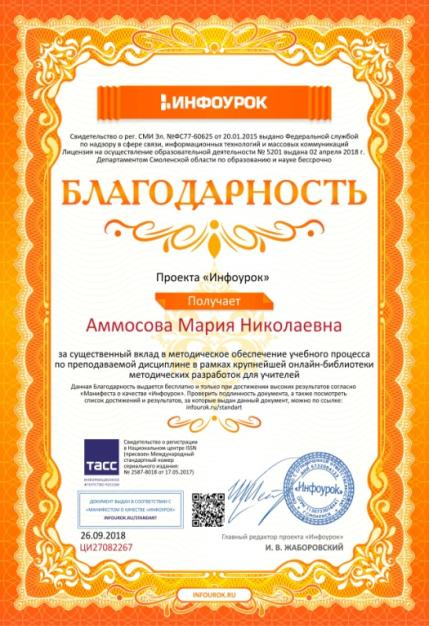 ИНФОУРОК
Свидетельство о рег. СМИ Эл. №ФС77-60625 от 20.01.2015 выдано Федеральной службой
по надзору в сфере связи, информационных технологий и массовых коммуникаций
Лицензия на осуществление образовательной деятельности № 5201 выдана 02 апреля 2018 г.
Департаментом Смоленской области по образованию и науке бессрочно
БЛАГОДАРНОСТЬ
Проекта «Инфоурок»
Получает
Аммосова Мария Николаевна
за существенный вклад в методическое обеспечение учебного процесса
по преподаваемой дисциплине в рамках крупнейшей онлайн-библиотеки
методических разработок для учителей
Данная Благодарность выдается бесплатно и только при достижении высоких результатов согласно
«Манифеста о качестве «Инфоурок». Проверить подлинность документа, а также посмотреть
список достижений и результатов, за которые выдан данный документ, можно по ссылке:
infourok.ru/standart
Свидетельство о регистрации
в Национальном центре ISSN
(присвоен Международный
стандартный номер
сериального издания:
№ 2587-8018 от 17.05.2017)
ТАСС
ИНФОРМАЦИОННОЕ
АГЕНТСТВО РОССИИ
ДОКУМЕНТ ВЫДАН В СООТВЕТСТВИИ С
«МАНИФЕСТОМ О КАЧЕСТВЕ «ИНФОУРОК»
INFOUROK.RU/STANDART
«Инфоурок»
26.09.2018
ЦИ27082267
Главный редактор проекта «Инфоурок»
И. В. ЖАБОРОВСКИЙ
INFOUROK.RU